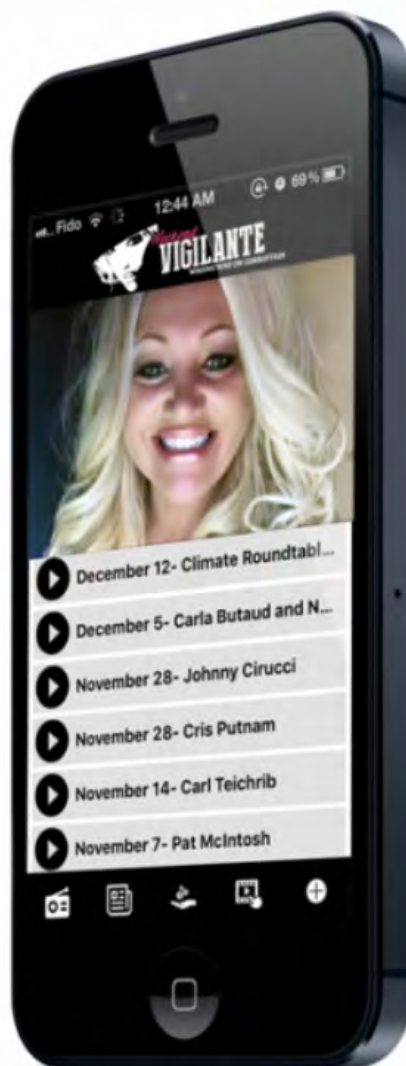 Fido 12:44 AM 69%
VIGILANTE
December 12- Climate Roundtabl...
December 5- Carla Butaud and N...
November 28- Johnny Cirucci
November 28- Cris Putnam
November 14- Carl Teichrib
November 7- Pat McIntosh